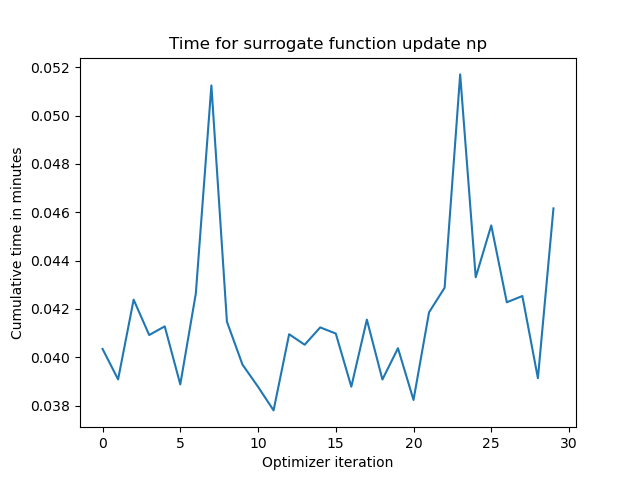 Time for surrogate function update np
Cumulative time in minutes
0.052
0.050
0.048
0.046
0.044
0.042
0.040
0.038
0 5 10 15 20 25 30
Optimizer iteration